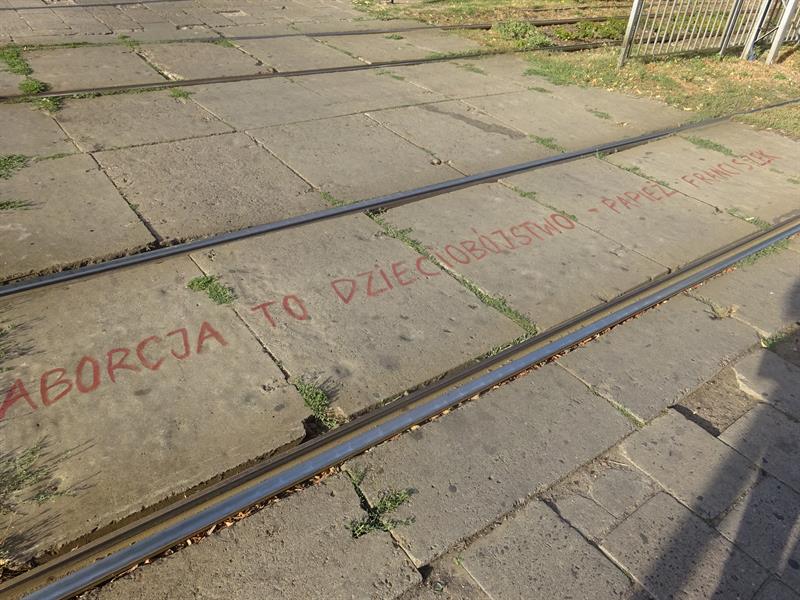 ABORCJA TO DZIECIOBÓJSTWO - PAPIEŻ FRANCISZEK